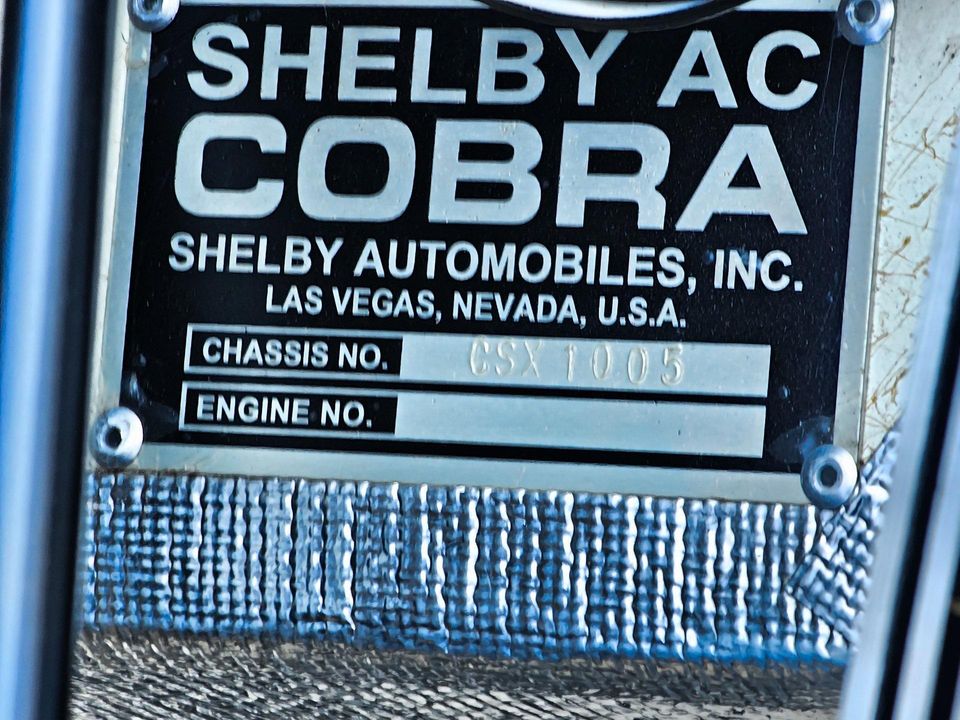 SHELBY AC
COBRA
SHELBY AUTOMOBILES, INC.
LAS VEGAS, NEVADA, U.S.A.
CHASSIS NO. CSX 1005
ENGINE NO.